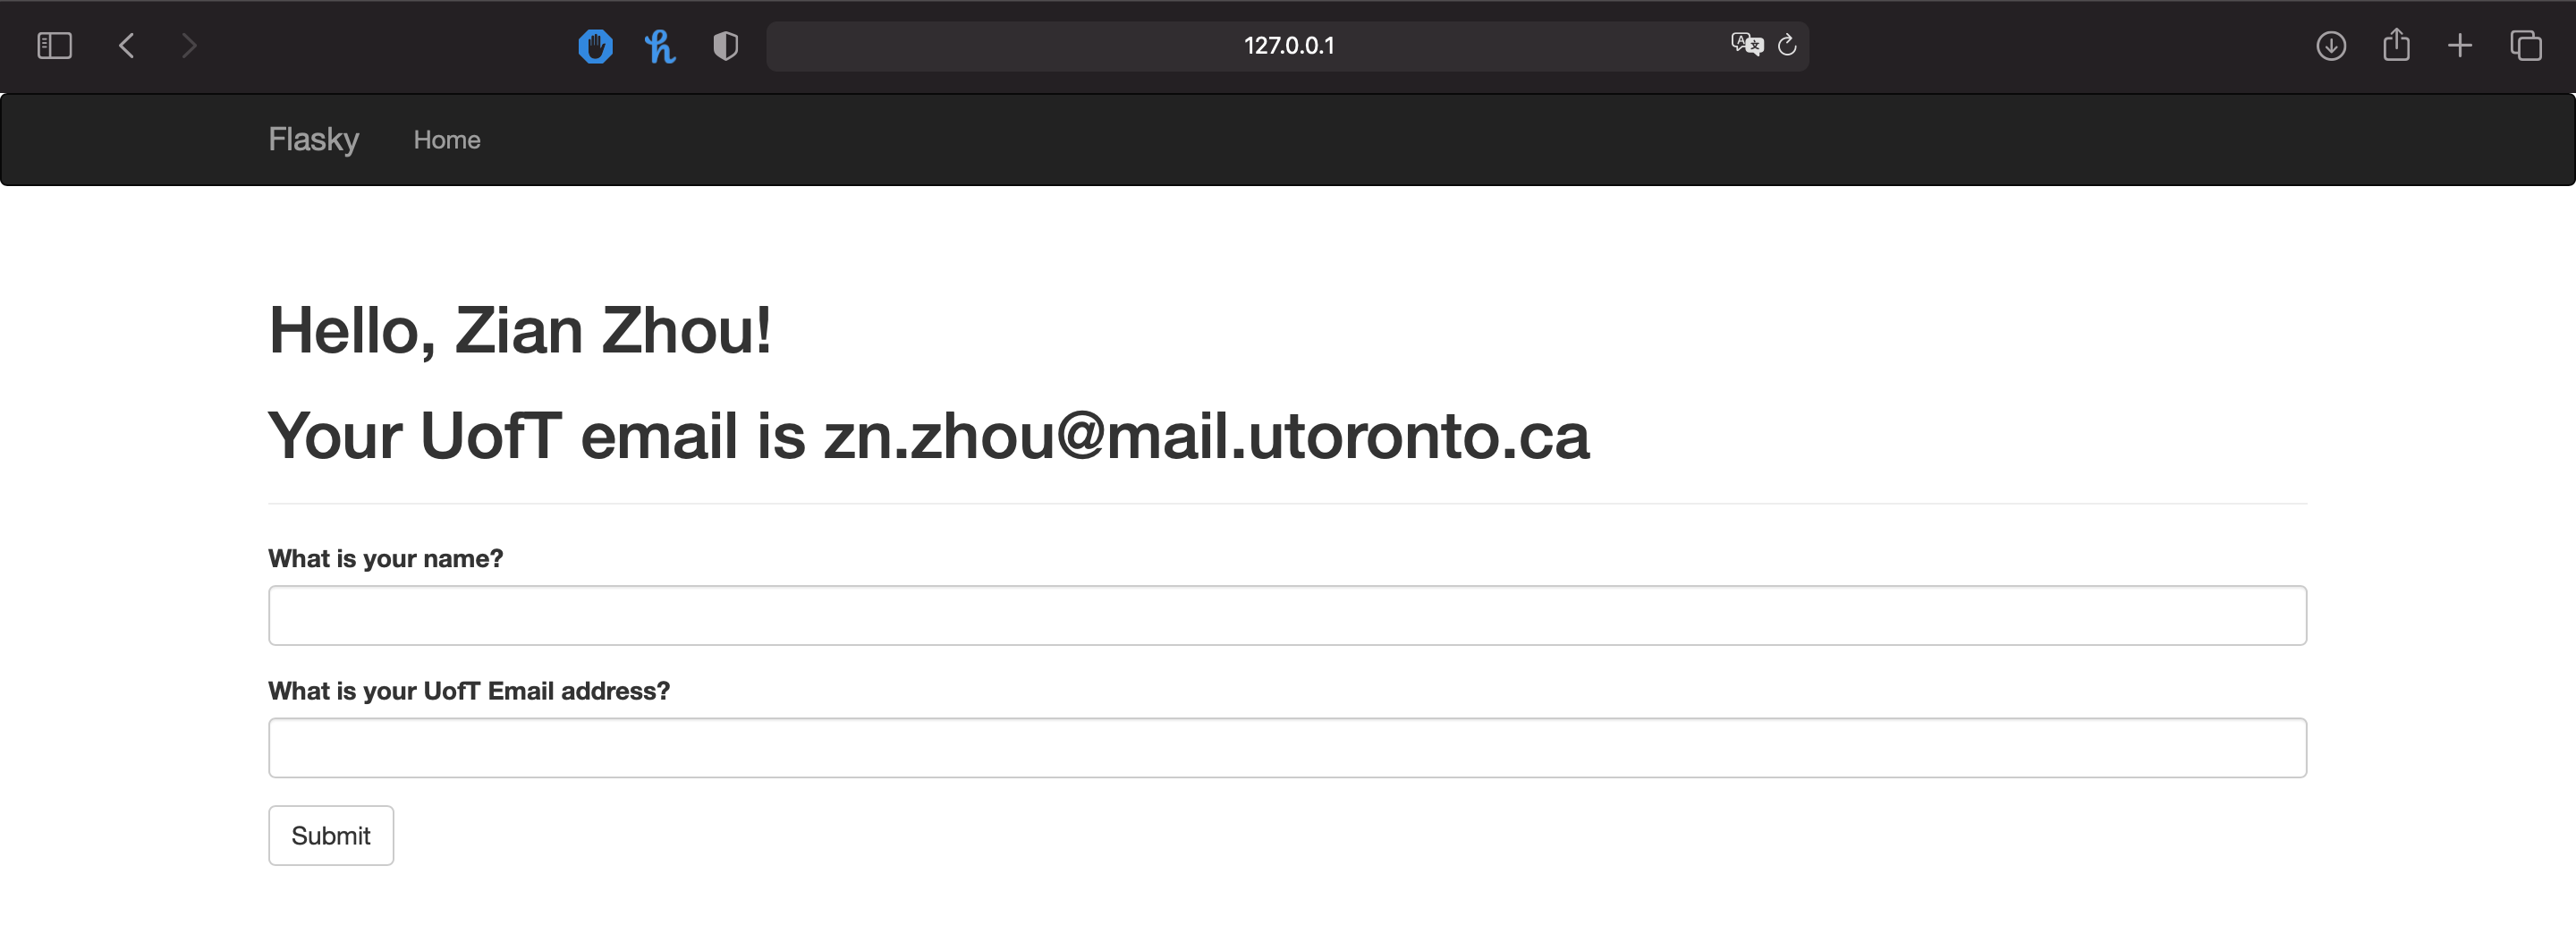 127.0.0.1
Flasky Home
Hello, Zian Zhou!
Your UofT email is zn.zhou@mail.utoronto.ca
What is your name?
What is your UofT Email address?
Submit